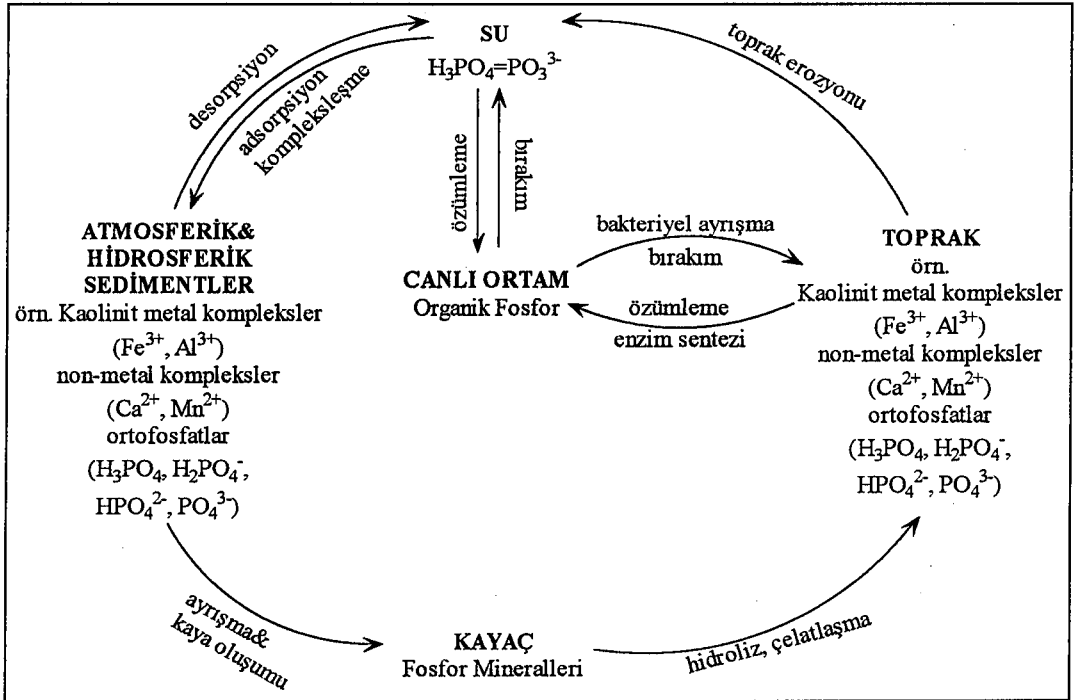 SU
H₃PO₄=PO₃³⁻
desorpsiyon
adsorpsiyon
kompleksleşme
özümleme
bırakım
toprak erozyonu
ATMOSFERİK&
HİDROSFERİK
SEDİMENTLER
örn. Kaolinit metal kompleksler
(Fe³⁺, Al³⁺)
non-metal kompleksler
(Ca²⁺, Mn²⁺)
ortofosfatlar
(H₃PO₄, H₂PO₄⁻,
HPO₄²⁻, PO₄³⁻)
CANLI ORTAM
Organik Fosfor
bakteriyel ayrışma
bırakım
özümleme
enzim sentezi
TOPRAK
örn.
Kaolinit metal kompleksler
(Fe³⁺, Al³⁺)
non-metal kompleksler
(Ca²⁺, Mn²⁺)
ortofosfatlar
(H₃PO₄, H₂PO₄⁻,
HPO₄²⁻, PO₄³⁻)
ayrışma&
kaya oluşumu
KAYAÇ
Fosfor Mineralleri
hidroliz, çelatlaşma